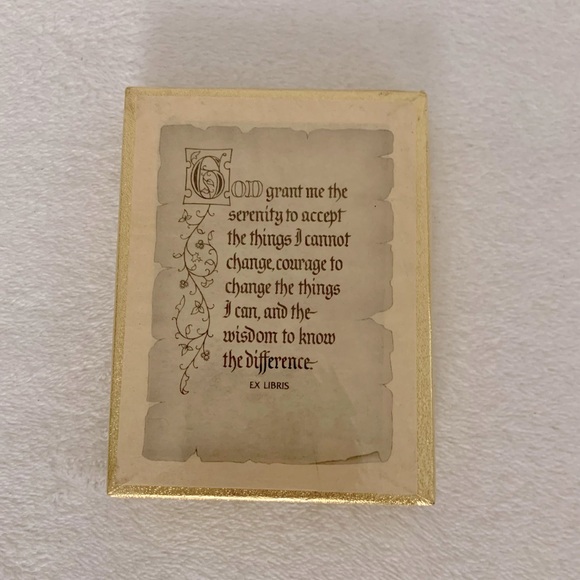 GOD grant me the
serenity to accept
the things I cannot
change, courage to
change the things
I can, and the
wisdom to know
the difference.
EX LIBRIS